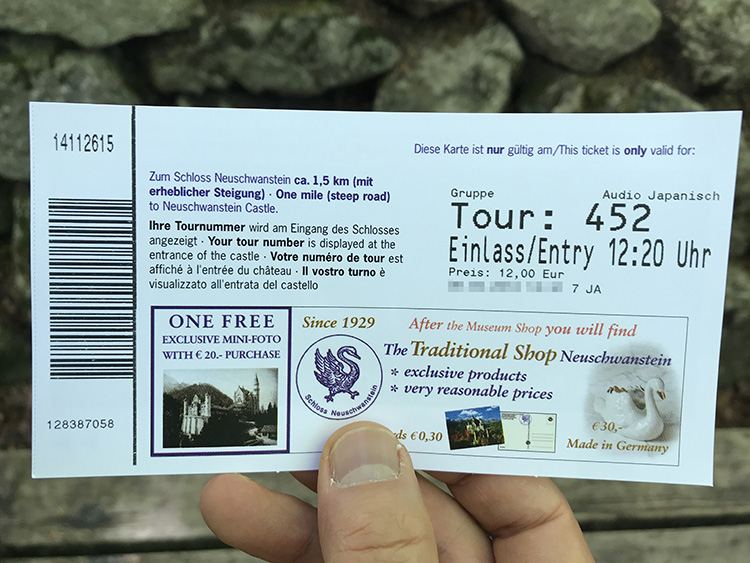 14112615
128387058
Diese Karte ist nur gültig am/This ticket is only valid for:
Zum Schloss Neuschwanstein ca. 1,5 km (mit
erheblicher Steigung) · One mile (steep road)
to Neuschwanstein Castle.
Ihre Tournummer wird am Eingang des Schlosses
angezeigt · Your tour number is displayed at the
entrance of the castle · Votre numéro de tour est
affiché à l'entrée du château · Il vostro turno è
visualizzato all'entrata del castello
Gruppe Audio Japanisch
Tour: 452
Einlass/Entry 12:20 Uhr
Preis: 12,00 Eur
7 JA
ONE FREE
EXCLUSIVE MINI-FOTO
WITH € 20.- PURCHASE
Since 1929
Schloss Neuschwanstein
After the Museum Shop you will find
The Traditional Shop Neuschwanstein
* exclusive products
* very reasonable prices
€ 0,30
€ 30,-
Made in Germany